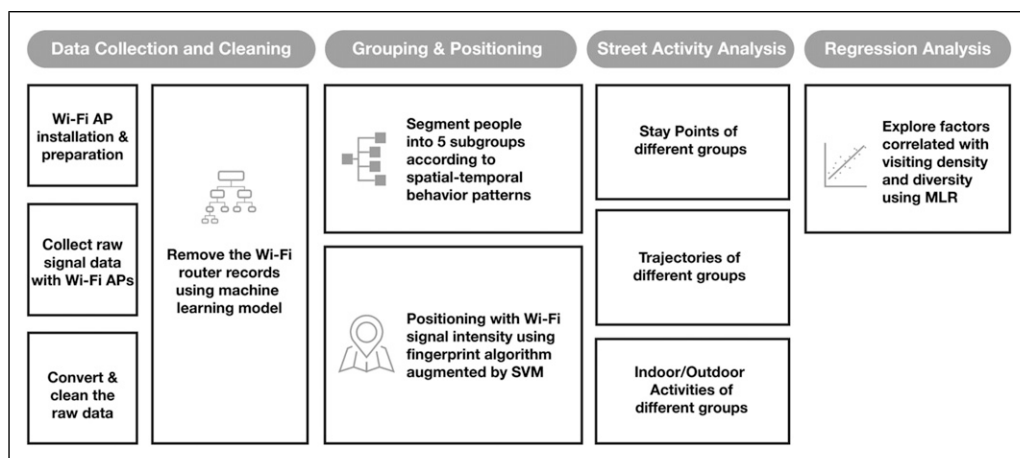 Data Collection and Cleaning
Wi-Fi AP
installation &
preparation
Collect raw
signal data
with Wi-Fi APs
Convert &
clean the
raw data
Remove the Wi-Fi
router records
using machine
learning model
Grouping & Positioning
Segment people
into 5 subgroups
according to
spatial-temporal
behavior patterns
Positioning with Wi-Fi
signal intensity using
fingerprint algorithm
augmented by SVM
Street Activity Analysis
Stay Points of
different groups
Trajectories of
different groups
Indoor/Outdoor
Activities of
different groups
Regression Analysis
Explore factors
correlated with
visiting density
and diversity
using MLR